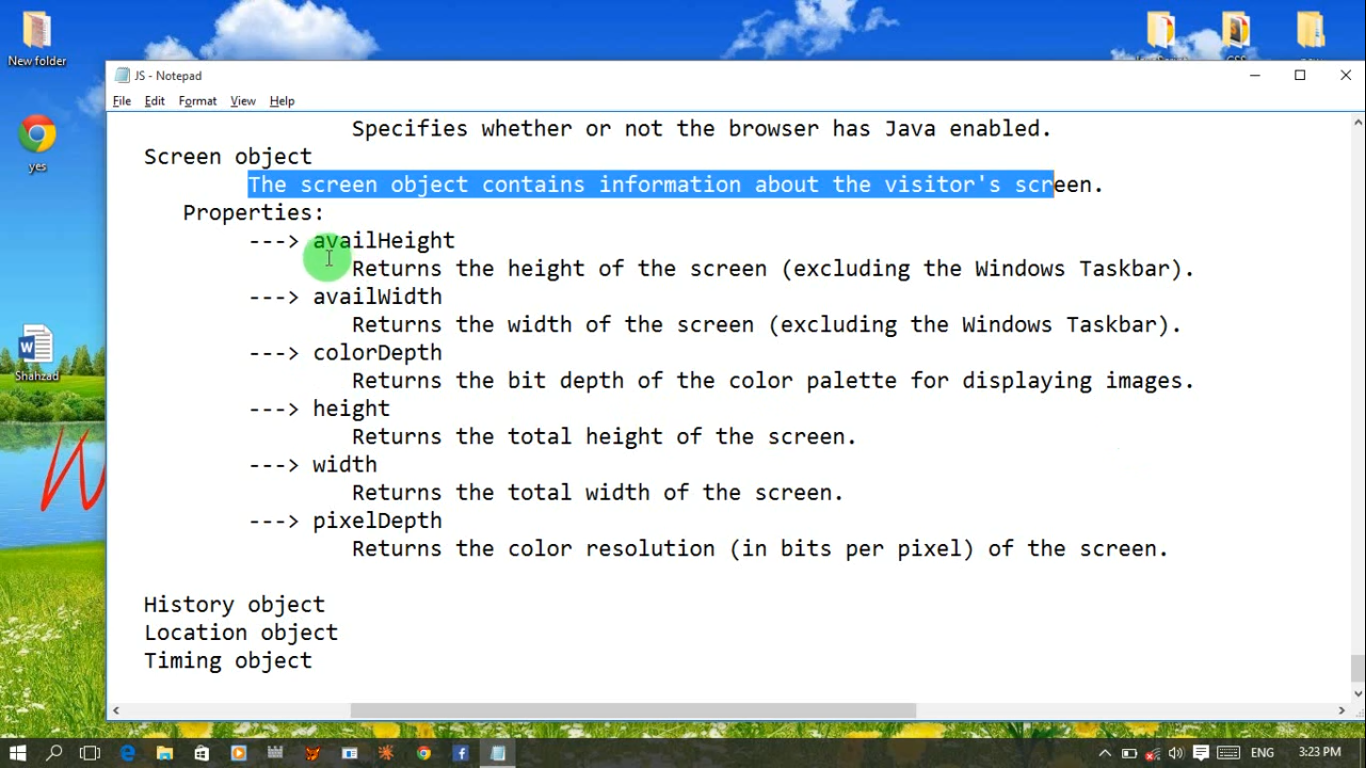 New folder
JS - Notepad
File Edit Format View Help
yes
Shahzad
Specifies whether or not the browser has Java enabled.
Screen object
The screen object contains information about the visitor's screen.
Properties:
---> availHeight
Returns the height of the screen (excluding the Windows Taskbar).
---> availWidth
Returns the width of the screen (excluding the Windows Taskbar).
---> colorDepth
Returns the bit depth of the color palette for displaying images.
---> height
Returns the total height of the screen.
---> width
Returns the total width of the screen.
---> pixelDepth
Returns the color resolution (in bits per pixel) of the screen.
History object
Location object
Timing object
ENG
3:23 PM